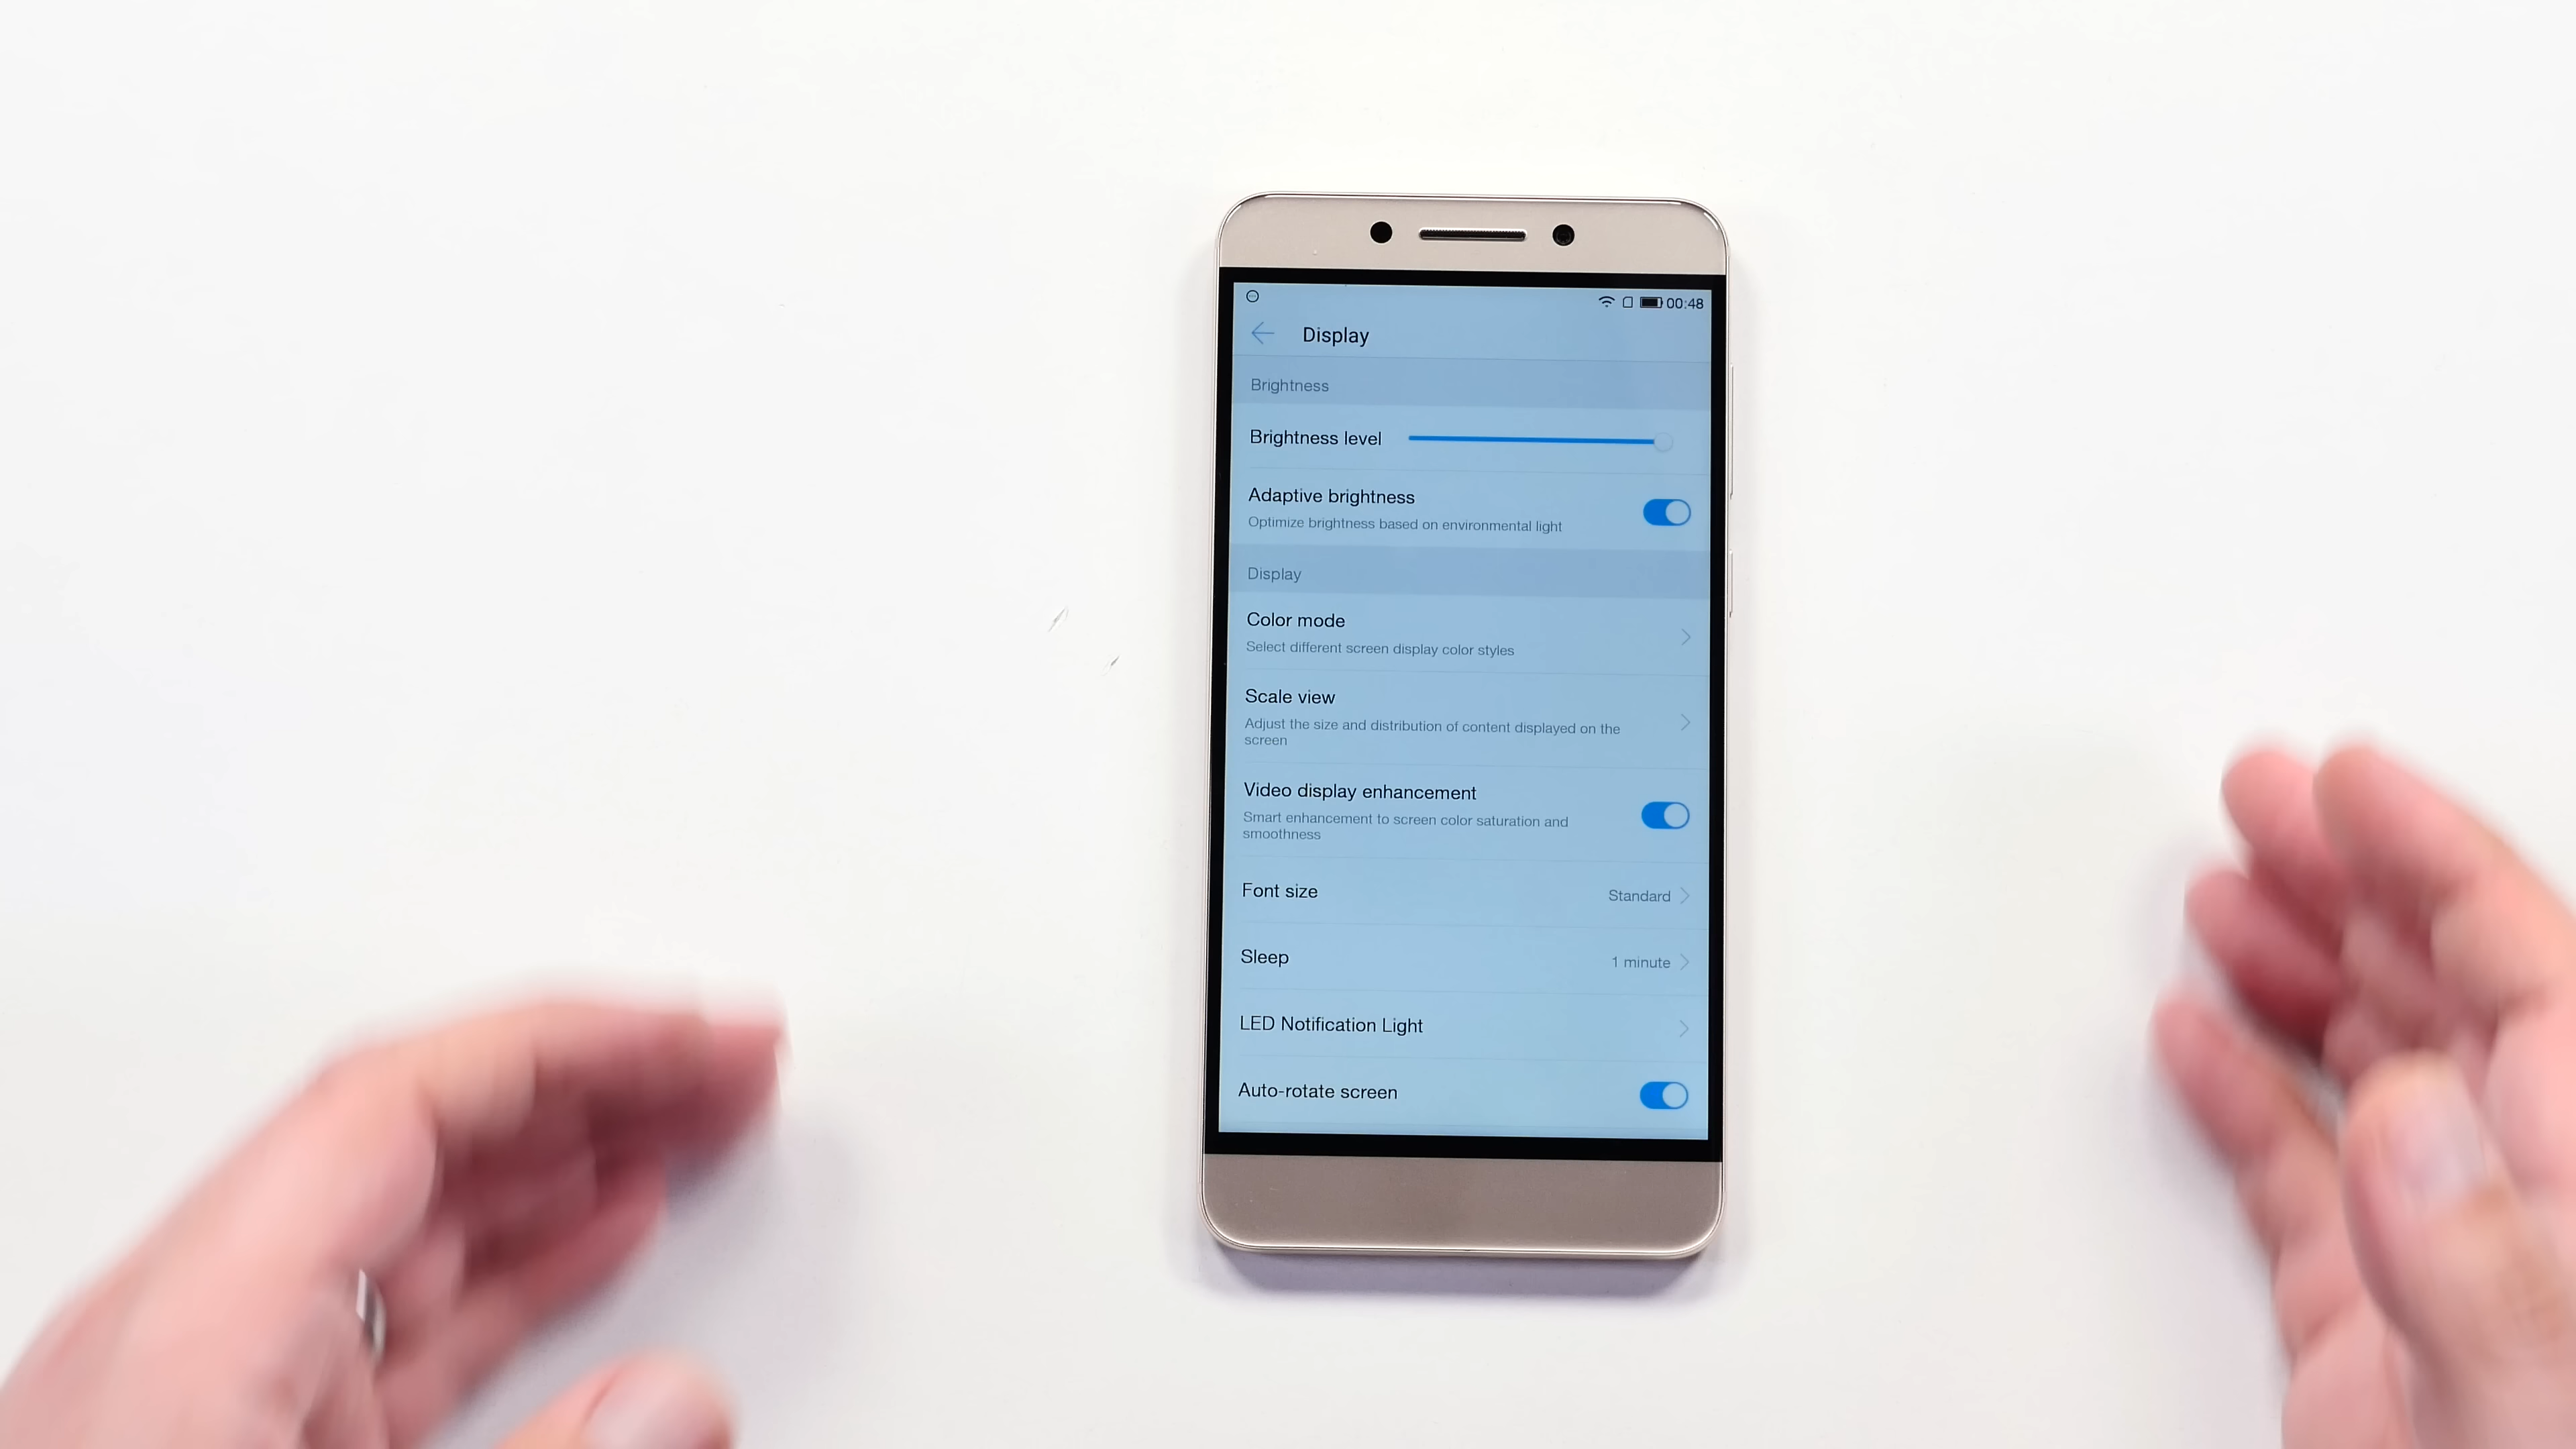 00:48
Display
Brightness
Brightness level
Adaptive brightness
Optimize brightness based on environmental light
Display
Color mode
Select different screen display color styles
Scale view
Adjust the size and distribution of content displayed on the
screen
Video display enhancement
Smart enhancement to screen color saturation and
smoothness
Font size Standard
Sleep 1 minute
LED Notification Light
Auto-rotate screen